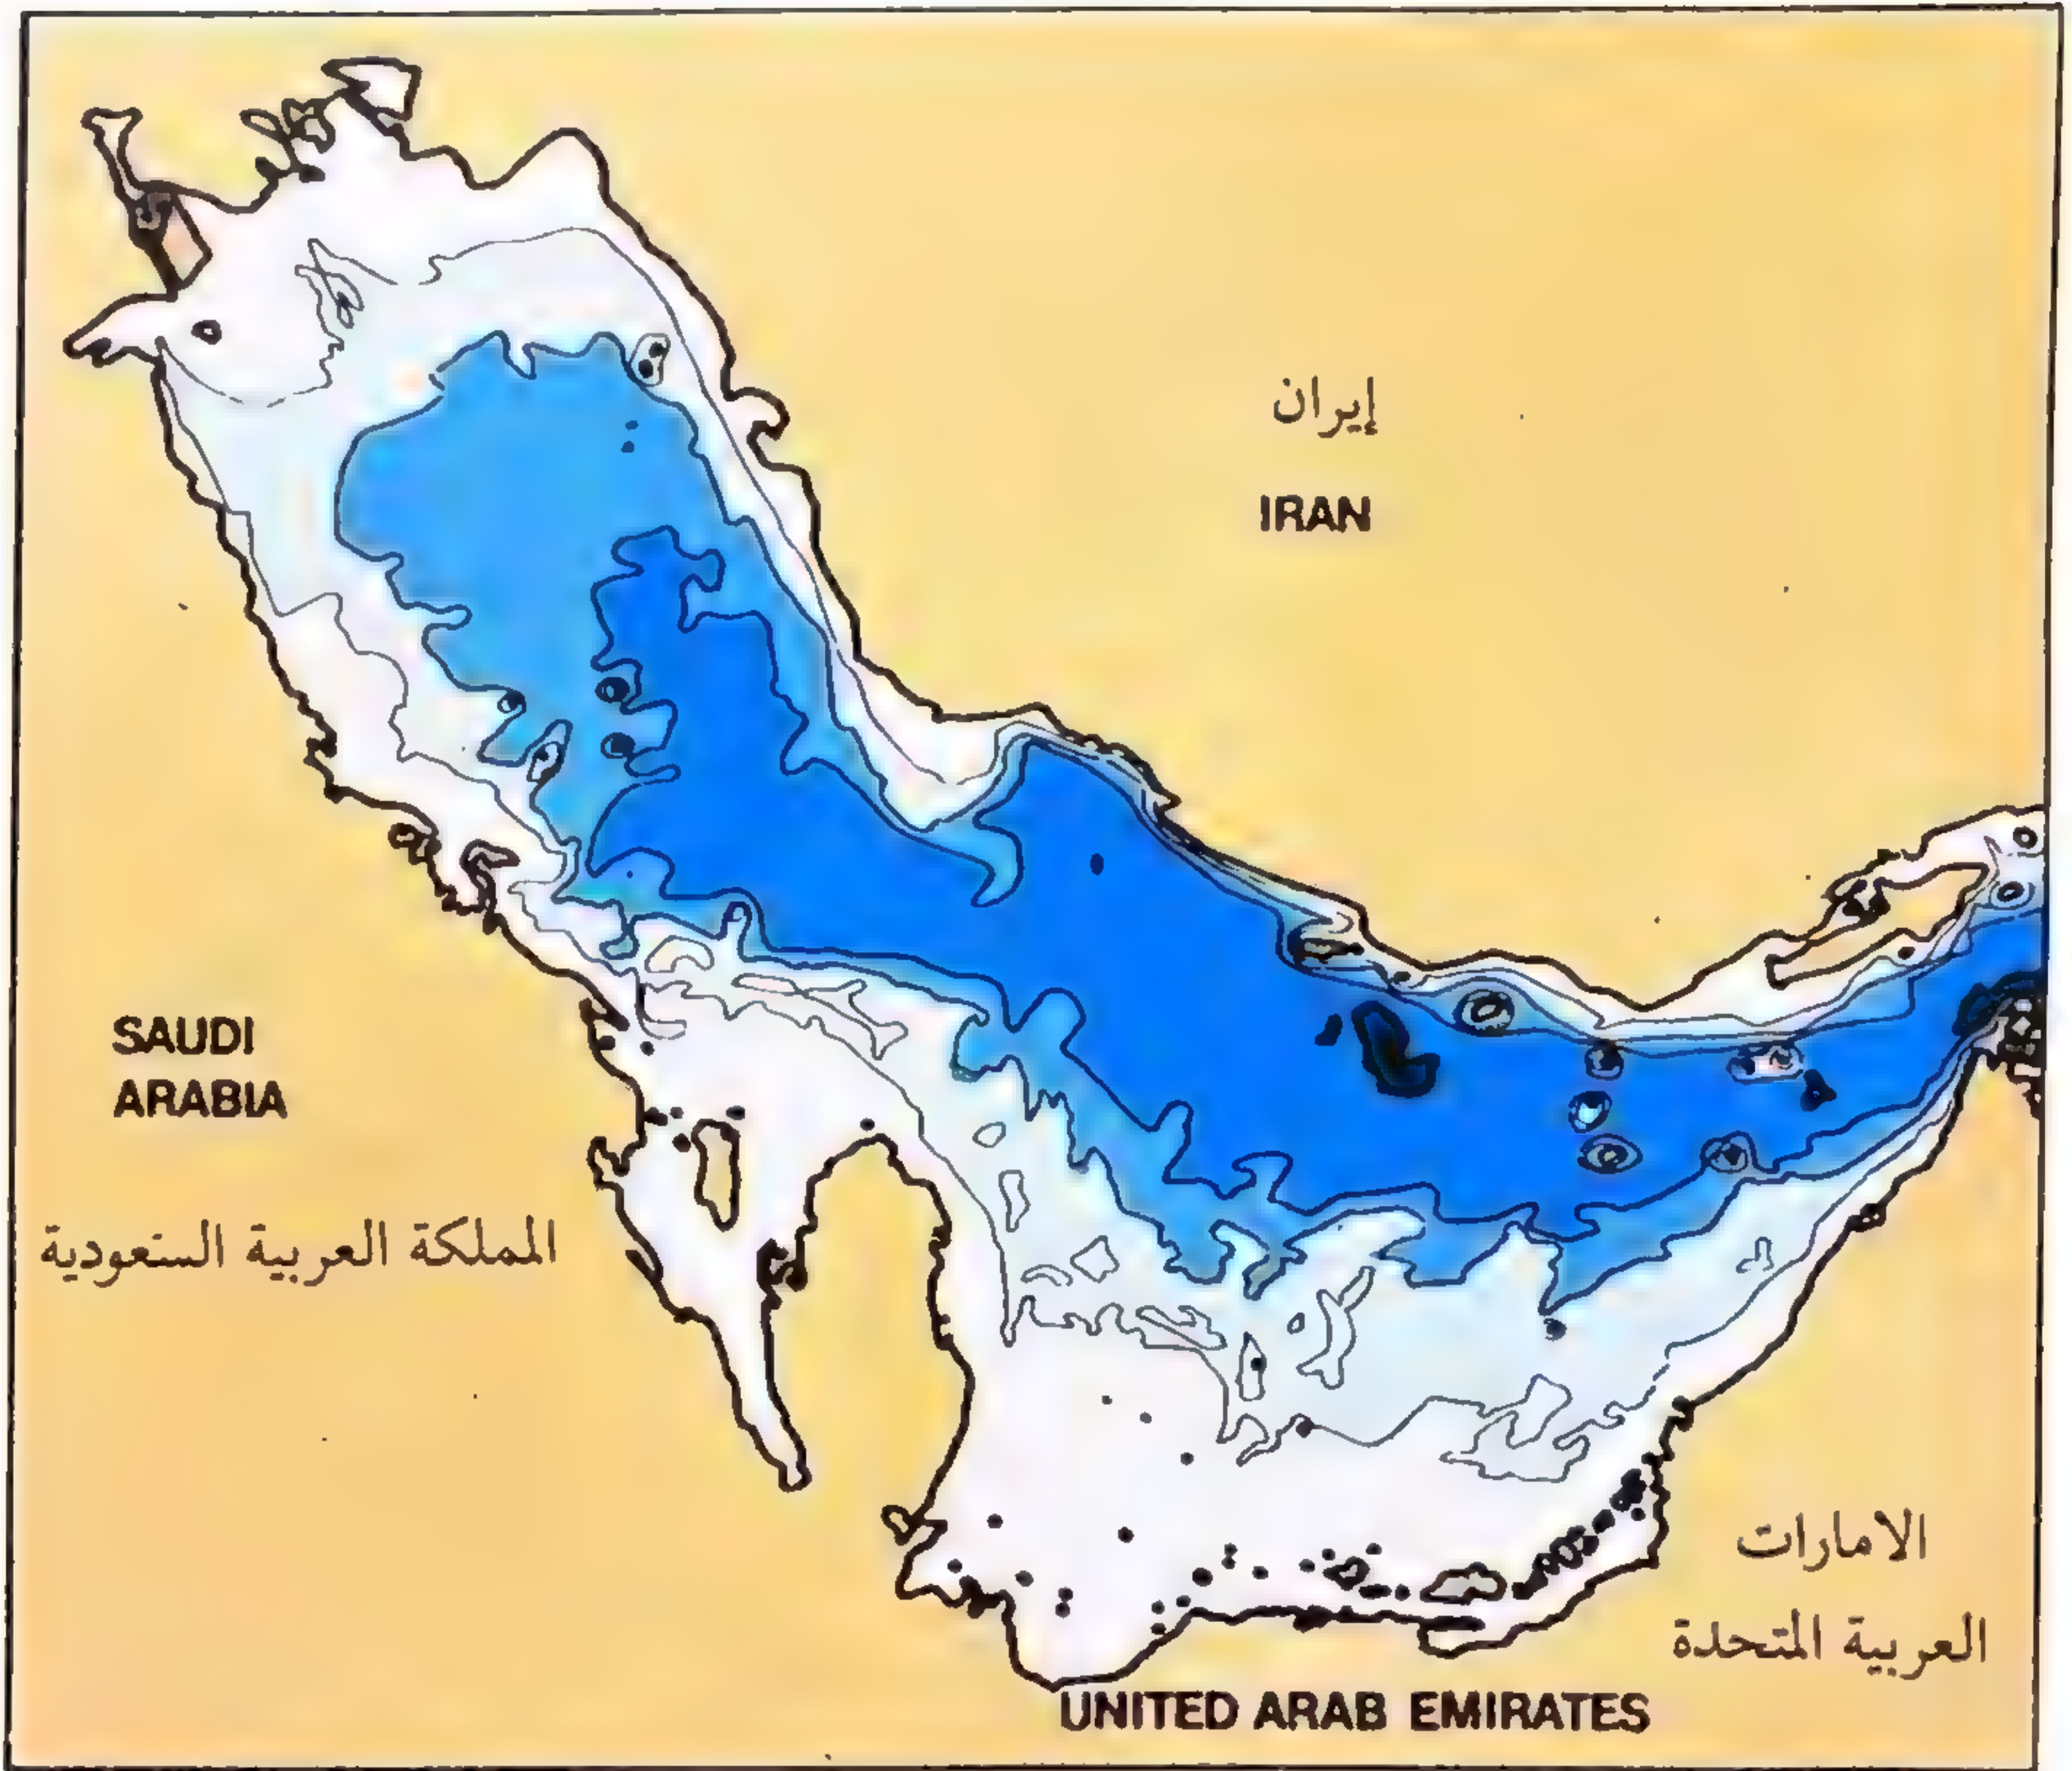 إيران
IRAN
SAUDI
ARABIA
المملكة العربية السعودية
الامارات
العربية المتحدة
UNITED ARAB EMIRATES